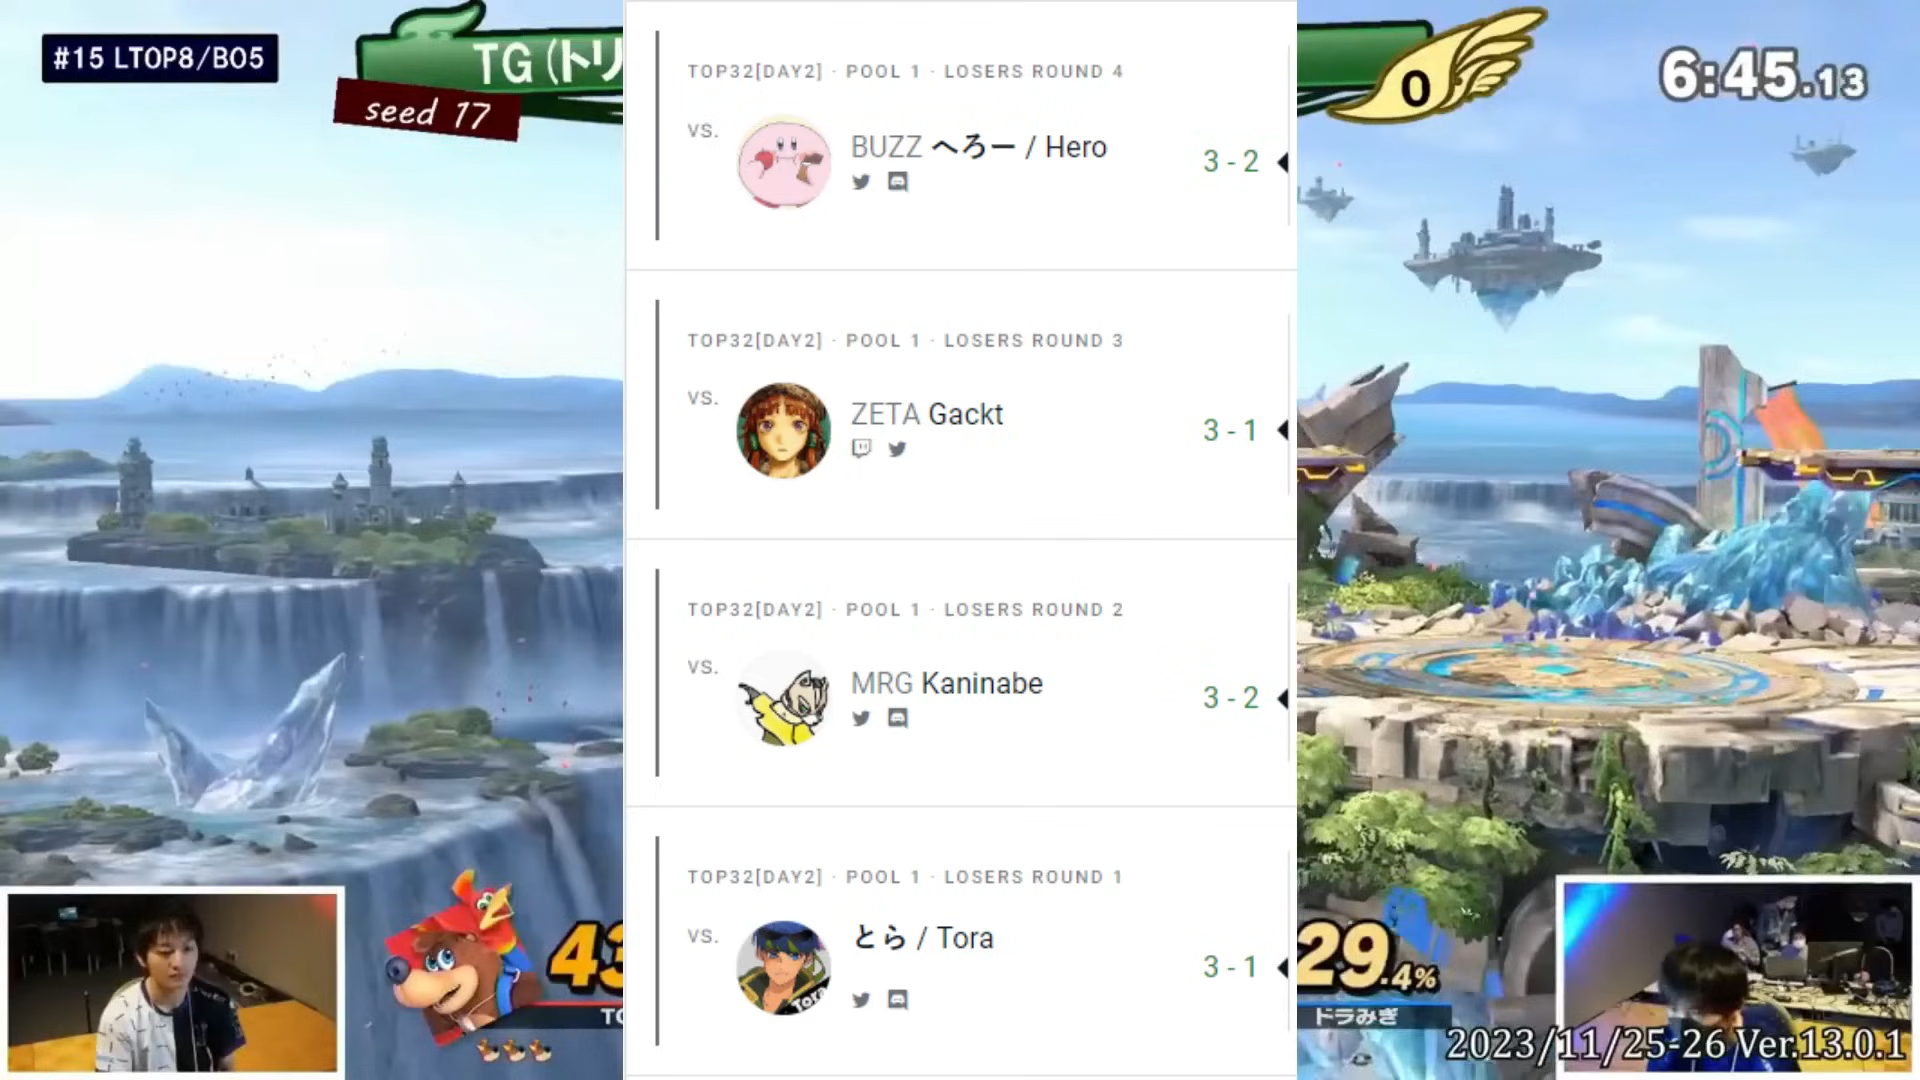 #15 LTOP8/BO5
TG (トリ
seed 17
0
6:45.13
TOP32[DAY2] · POOL 1 · LOSERS ROUND 4
VS.
BUZZ へろー / Hero
3 - 2
TOP32[DAY2] · POOL 1 · LOSERS ROUND 3
VS.
ZETA Gackt
3 - 1
TOP32[DAY2] · POOL 1 · LOSERS ROUND 2
VS.
MRG Kaninabe
3 - 2
TOP32[DAY2] · POOL 1 · LOSERS ROUND 1
VS.
とら / Tora
Tora
3 - 1
43
29.4%
ドラみぎ
2023/11/25-26 Ver.13.0.1